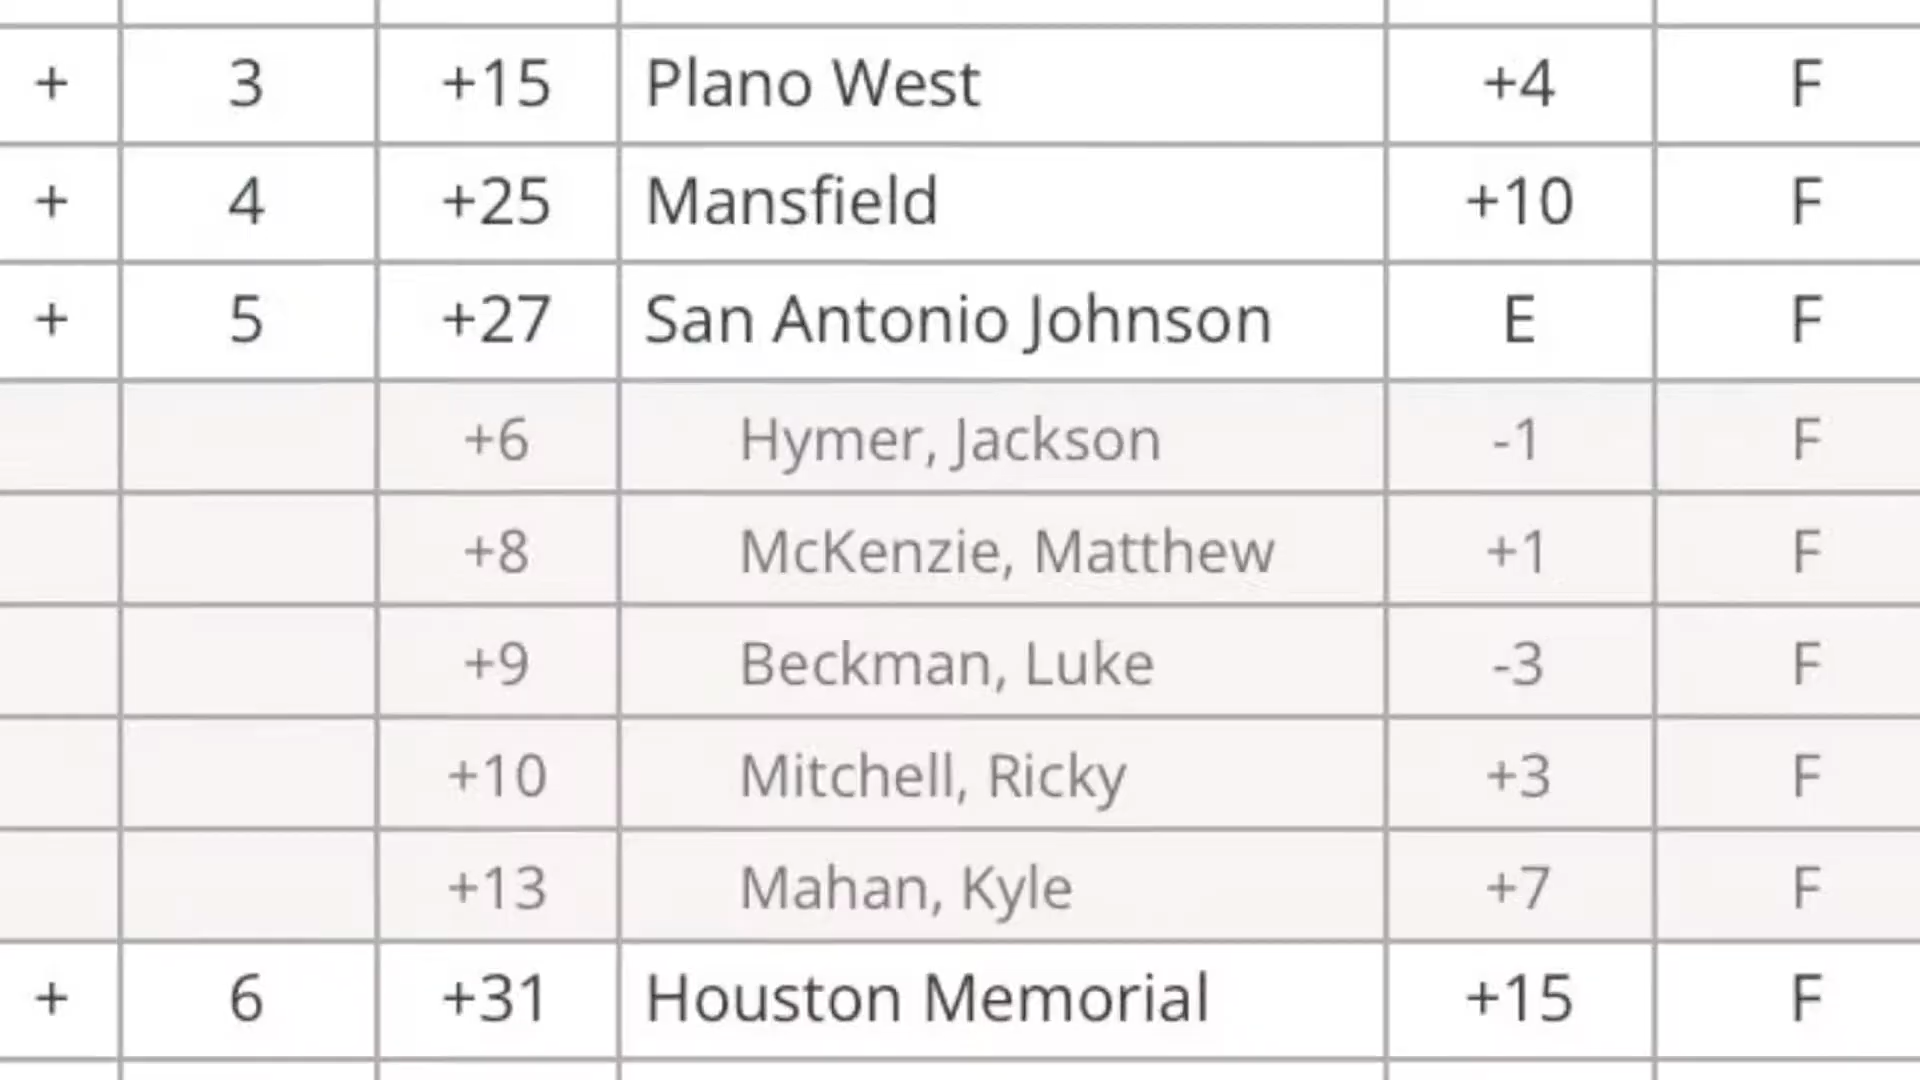 + 3 +15 Plano West +4 F
+ 4 +25 Mansfield +10 F
+ 5 +27 San Antonio Johnson E F
+6 Hymer, Jackson -1 F
+8 McKenzie, Matthew +1 F
+9 Beckman, Luke -3 F
+10 Mitchell, Ricky +3 F
+13 Mahan, Kyle +7 F
+ 6 +31 Houston Memorial +15 F